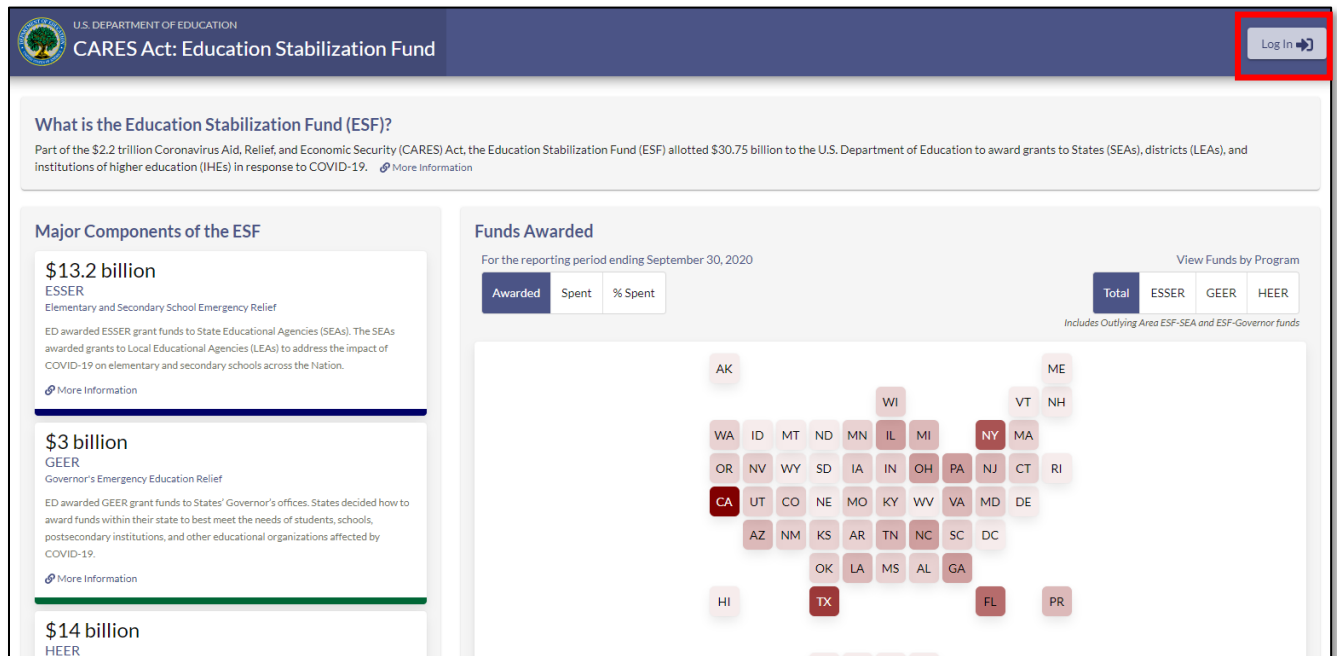 U.S. DEPARTMENT OF EDUCATION
CARES Act: Education Stabilization Fund
Log In
What is the Education Stabilization Fund (ESF)?
Part of the $2.2 trillion Coronavirus Aid, Relief, and Economic Security (CARES) Act, the Education Stabilization Fund (ESF) allotted $30.75 billion to the U.S. Department of Education to award grants to States (SEAs), districts (LEAs), and
institutions of higher education (IHEs) in response to COVID-19. More Information
Major Components of the ESF
$13.2 billion
ESSER
Elementary and Secondary School Emergency Relief
ED awarded ESSER grant funds to State Educational Agencies (SEAs). The SEAs
awarded grants to Local Educational Agencies (LEAs) to address the impact of
COVID-19 on elementary and secondary schools across the Nation.
More Information
$3 billion
GEER
Governor's Emergency Education Relief
ED awarded GEER grant funds to States' Governor's offices. States decided how to
award funds within their state to best meet the needs of students, schools,
postsecondary institutions, and other educational organizations affected by
COVID-19.
More Information
$14 billion
HEER
Funds Awarded
For the reporting period ending September 30, 2020
View Funds by Program
Awarded Spent % Spent
Total ESSER GEER HEER
Includes Outlying Area ESF-SEA and ESF-Governor funds
AK ME
WI VT NH
WA ID MT ND MN IL MI NY MA
OR NV WY SD IA IN OH PA NJ CT RI
CA UT CO NE MO KY WV VA MD DE
AZ NM KS AR TN NC SC DC
OK LA MS AL GA
HI TX FL PR